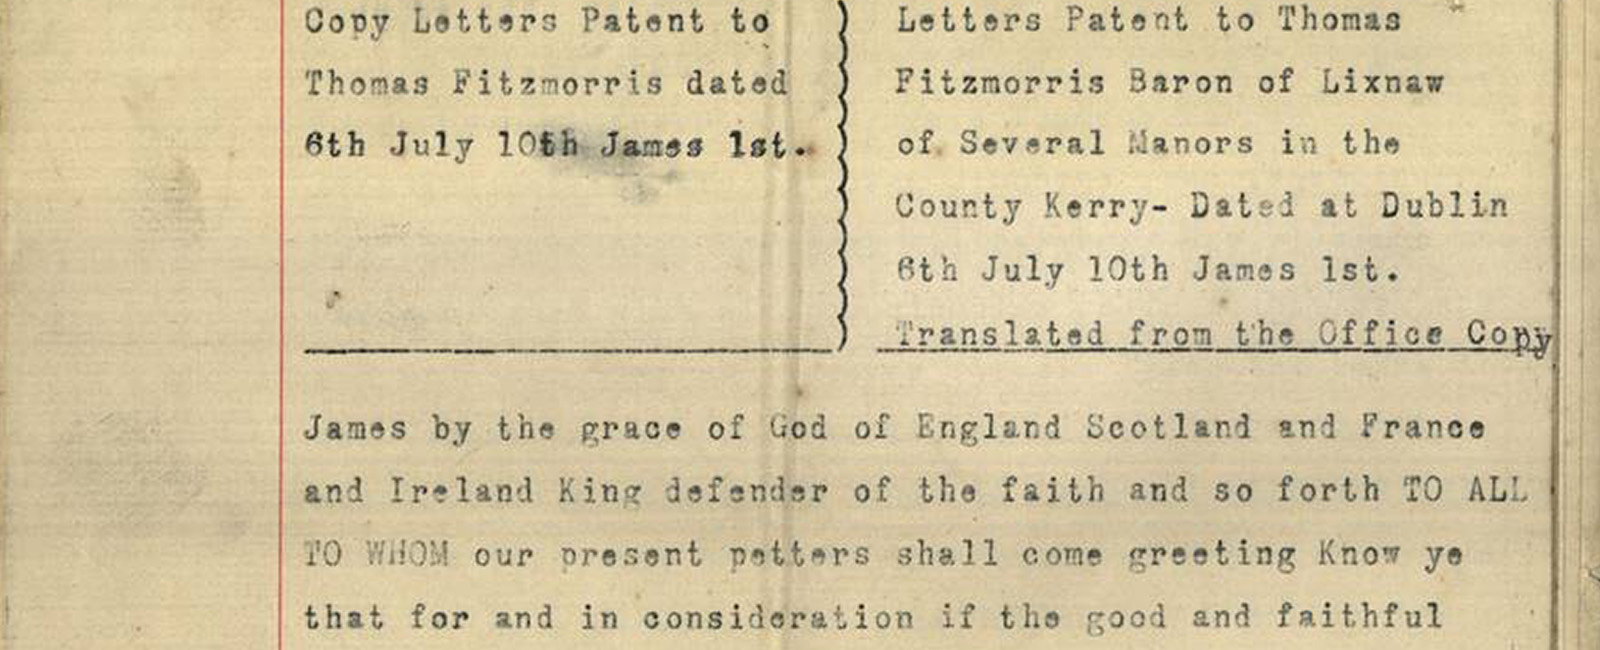 Copy Letters Patent to
Thomas Fitzmorris dated
6th July 10th James 1st.
Letters Patent to Thomas
Fitzmorris Baron of Lixnaw
of Several Manors in the
County Kerry- Dated at Dublin
6th July 10th James 1st.
Translated from the Office Copy
James by the grace of God of England Scotland and France
and Ireland King defender of the faith and so forth TO ALL
TO WHOM our present petters shall come greeting Know ye
that for and in consideration if the good and faithful